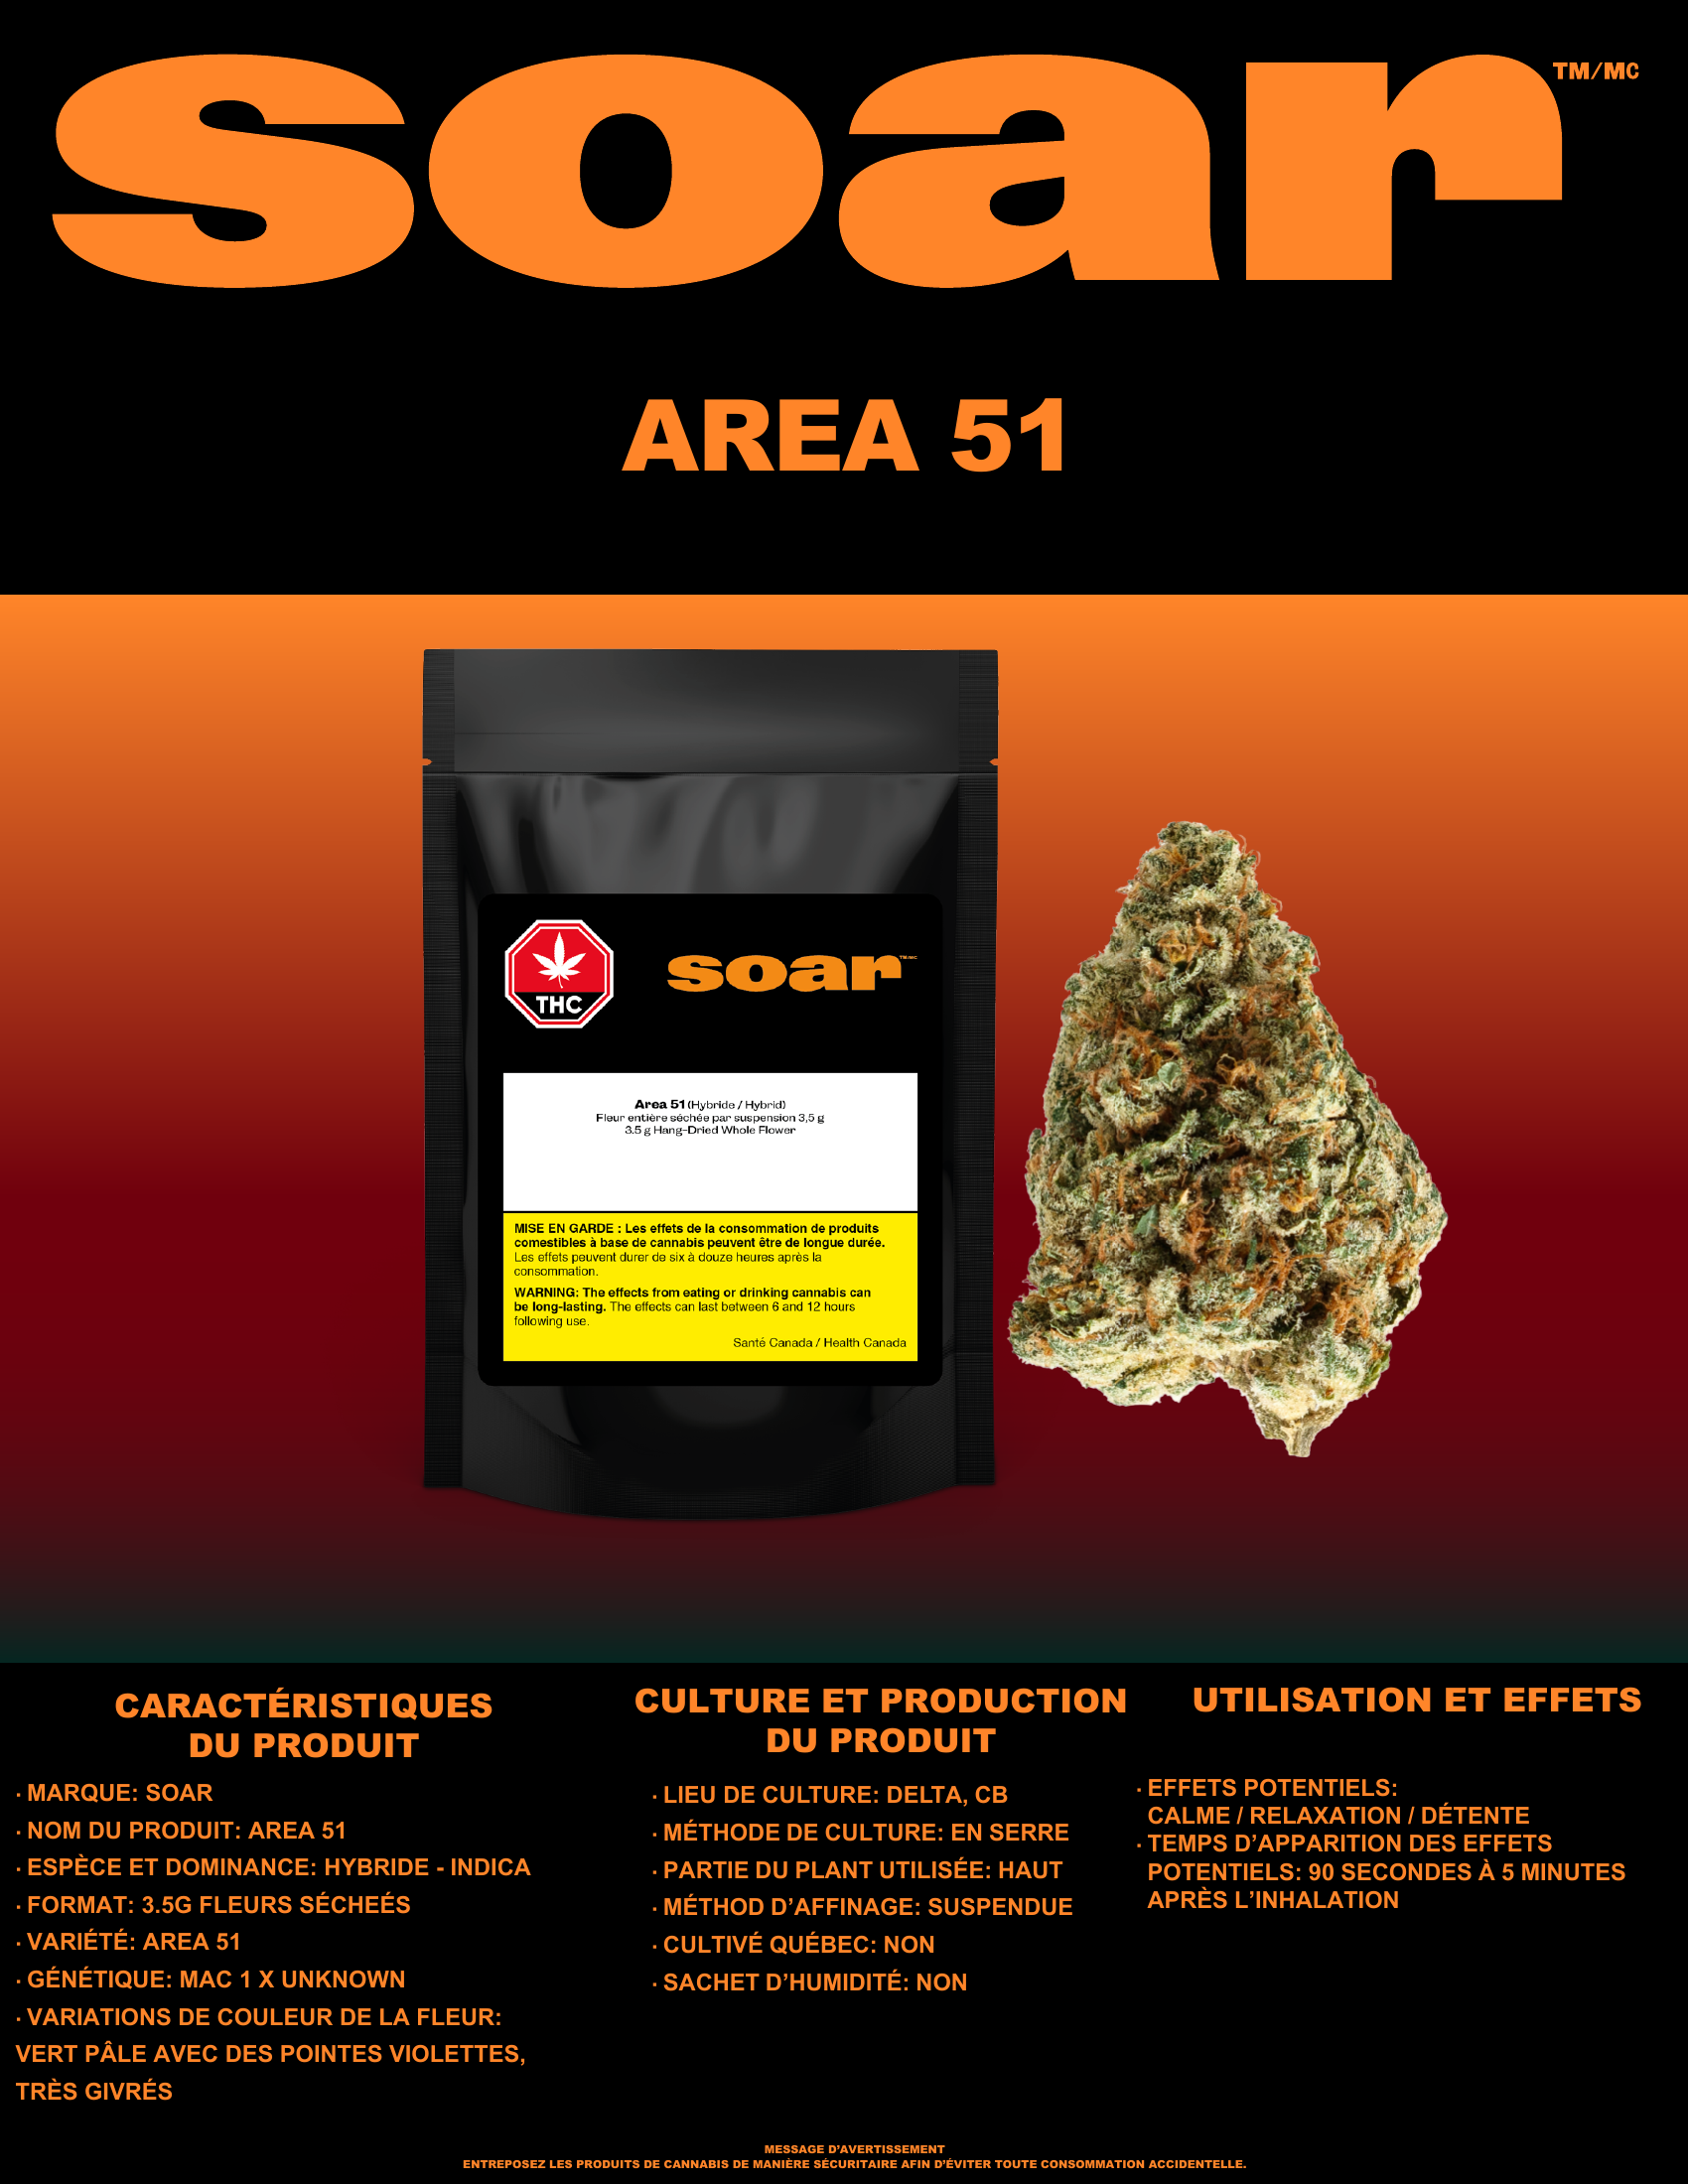 soar TM/MC
AREA 51
THC
soar TM/MC
Area 51 (Hybride / Hybrid)
Fleur entière séchée par suspension 3,5 g
3.5 g Hang-Dried Whole Flower
MISE EN GARDE : Les effets de la consommation de produits
comestibles à base de cannabis peuvent être de longue durée.
Les effets peuvent durer de six à douze heures après la
consommation.
WARNING: The effects from eating or drinking cannabis can
be long-lasting. The effects can last between 6 and 12 hours
following use.
Santé Canada / Health Canada
CARACTÉRISTIQUES
DU PRODUIT
· MARQUE: SOAR
· NOM DU PRODUIT: AREA 51
· ESPÈCE ET DOMINANCE: HYBRIDE - INDICA
· FORMAT: 3.5G FLEURS SÉCHEÉS
· VARIÉTÉ: AREA 51
· GÉNÉTIQUE: MAC 1 X UNKNOWN
· VARIATIONS DE COULEUR DE LA FLEUR:
VERT PÂLE AVEC DES POINTES VIOLETTES,
TRÈS GIVRÉS
CULTURE ET PRODUCTION
DU PRODUIT
· LIEU DE CULTURE: DELTA, CB
· MÉTHODE DE CULTURE: EN SERRE
· PARTIE DU PLANT UTILISÉE: HAUT
· MÉTHOD D’AFFINAGE: SUSPENDUE
· CULTIVÉ QUÉBEC: NON
· SACHET D’HUMIDITÉ: NON
UTILISATION ET EFFETS
· EFFETS POTENTIELS:
CALME / RELAXATION / DÉTENTE
· TEMPS D’APPARITION DES EFFETS
POTENTIELS: 90 SECONDES À 5 MINUTES
APRÈS L’INHALATION
MESSAGE D’AVERTISSEMENT
ENTREPOSEZ LES PRODUITS DE CANNABIS DE MANIÈRE SÉCURITAIRE AFIN D’ÉVITER TOUTE CONSOMMATION ACCIDENTELLE.